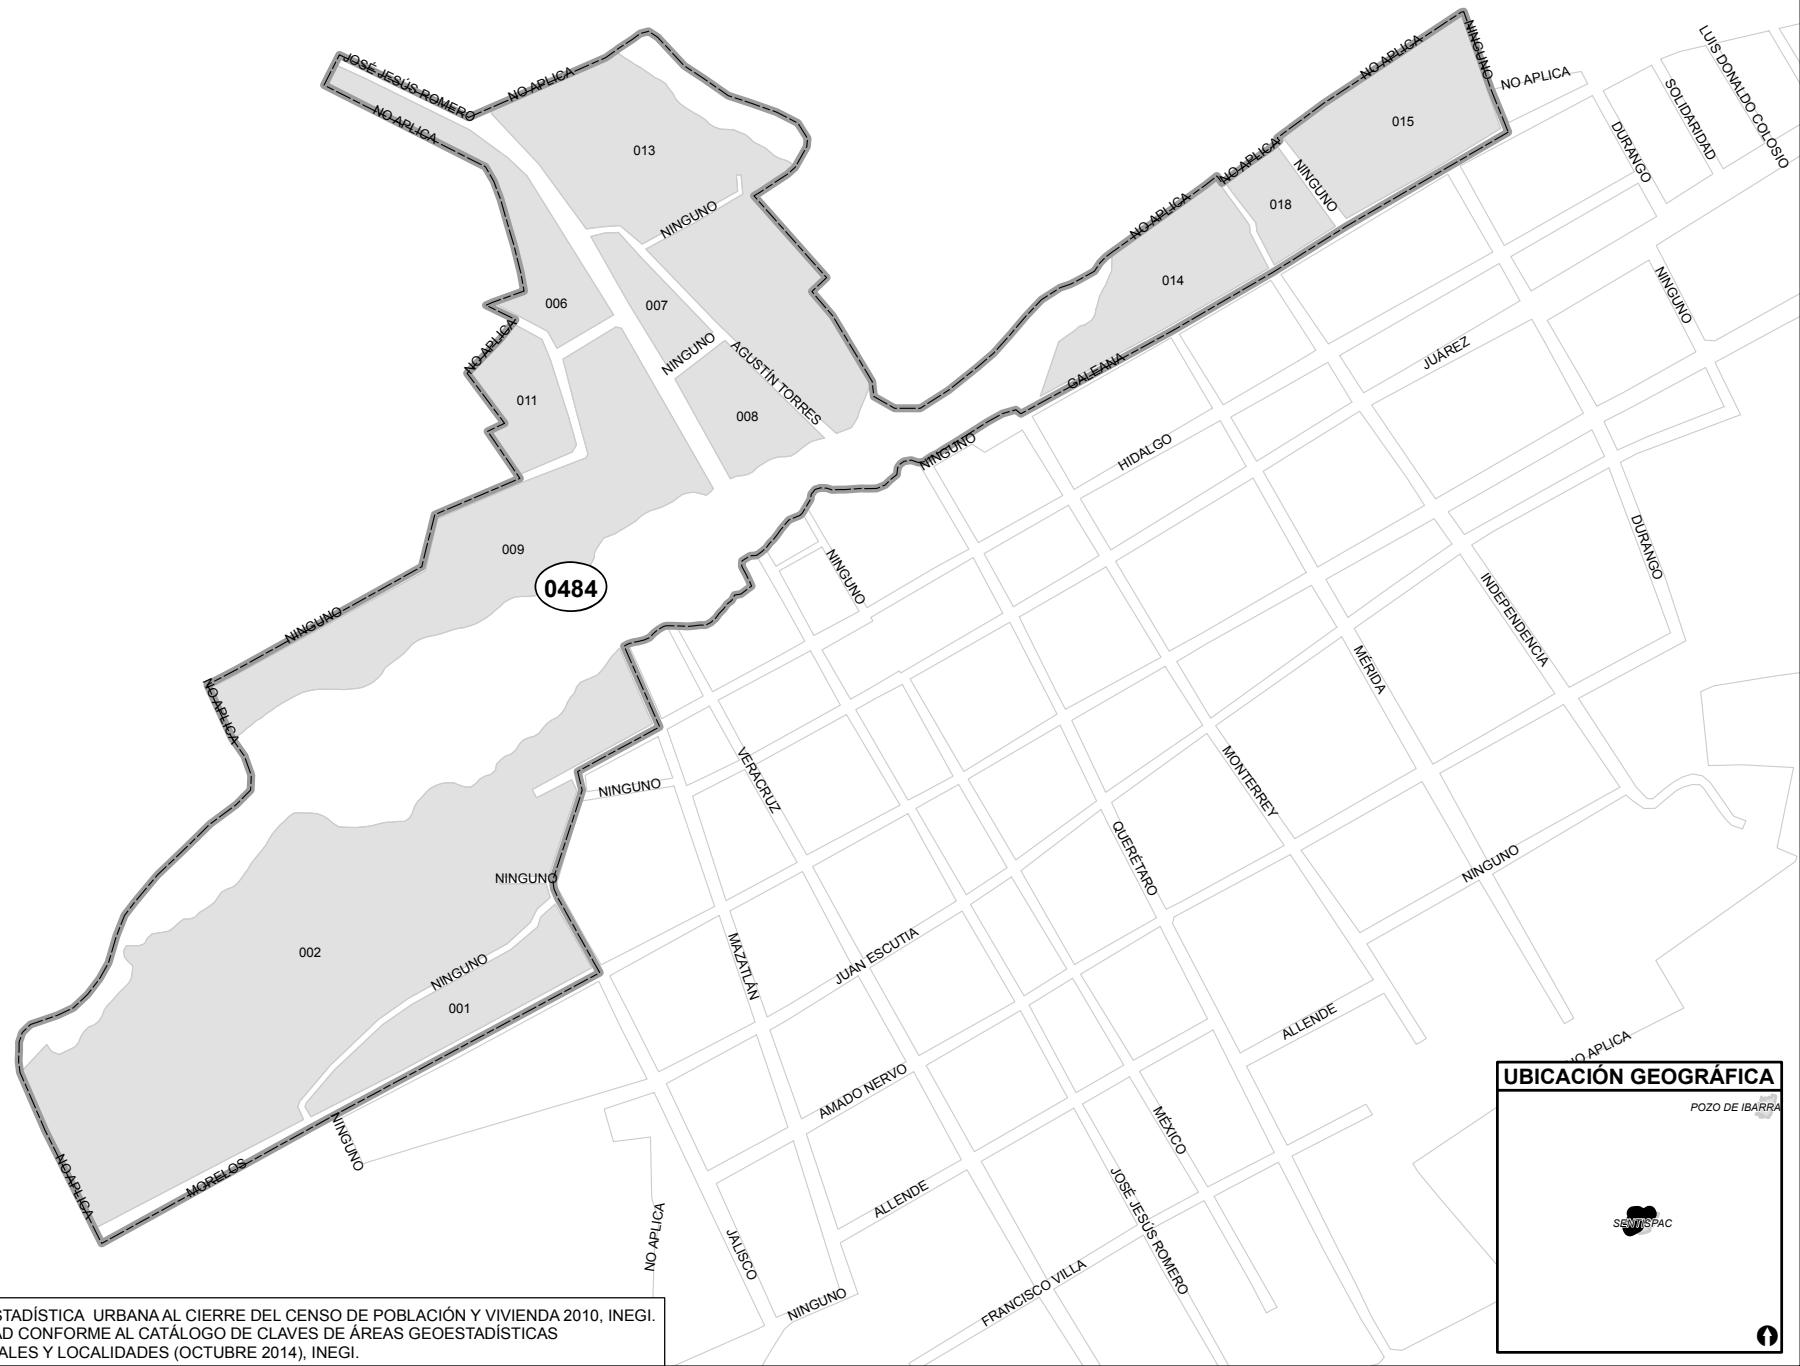 JOSÉ JESÚS ROMERO
NO APLICA
NO APLICA
NO APLICA
NINGUNO
NO APLICA
LUIS DONALDO COLOSIO
SOLIDARIDAD
DURANGO
013
015
NINGUNO
NO APLICA
NINGUNO
018
NO APLICA
014
006
007
NINGUNO
NO APLICA
NINGUNO
AGUSTÍN TORRES
JUÁREZ
GALEANA
011
008
NINGUNO
HIDALGO
009
0484
NINGUNO
DURANGO
INDEPENDENCIA
NINGUNO
MÉRIDA
NO APLICA
VERACRUZ
MONTERREY
NINGUNO
QUERÉTARO
NINGUNO
NINGUNO
002
NINGUNO
001
MAZATLÁN
JUAN ESCUTIA
ALLENDE
NO APLICA
AMADO NERVO
MÉXICO
NINGUNO
NO APLICA
MORELOS
ALLENDE
JOSÉ JESÚS ROMERO
NO APLICA
JALISCO
FRANCISCO VILLA
NINGUNO
UBICACIÓN GEOGRÁFICA
POZO DE IBARRA
SENTISPAC
STADÍSTICA URBANA AL CIERRE DEL CENSO DE POBLACIÓN Y VIVIENDA 2010, INEGI.
AD CONFORME AL CATÁLOGO DE CLAVES DE ÁREAS GEOESTADÍSTICAS
ALES Y LOCALIDADES (OCTUBRE 2014), INEGI.